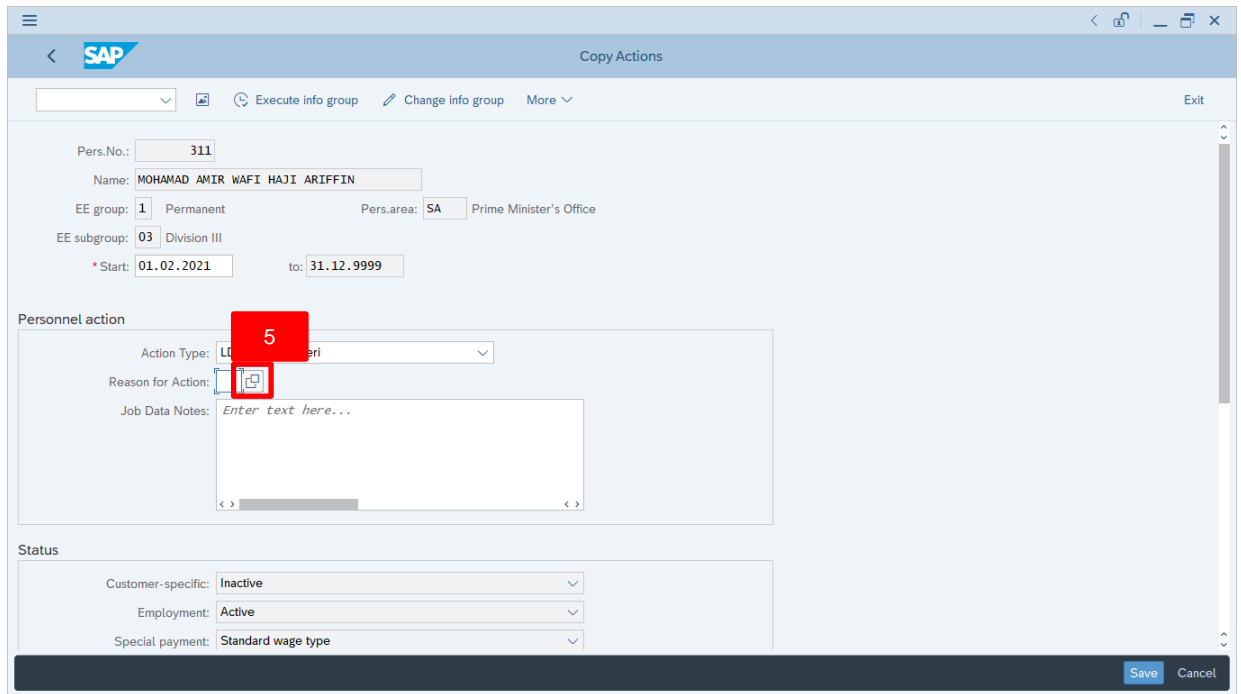 SAP
Copy Actions
Execute info group Change info group More Exit
Pers.No.: 311
Name: MOHAMAD AMIR WAFI HAJI ARIFFIN
EE group: 1 Permanent Pers.area: SA Prime Minister's Office
EE subgroup: 03 Division III
* Start: 01.02.2021 to: 31.12.9999
Personnel action
5
Action Type:
Reason for Action:
Job Data Notes: Enter text here...
Status
Customer-specific: Inactive
Employment: Active
Special payment: Standard wage type
Save Cancel